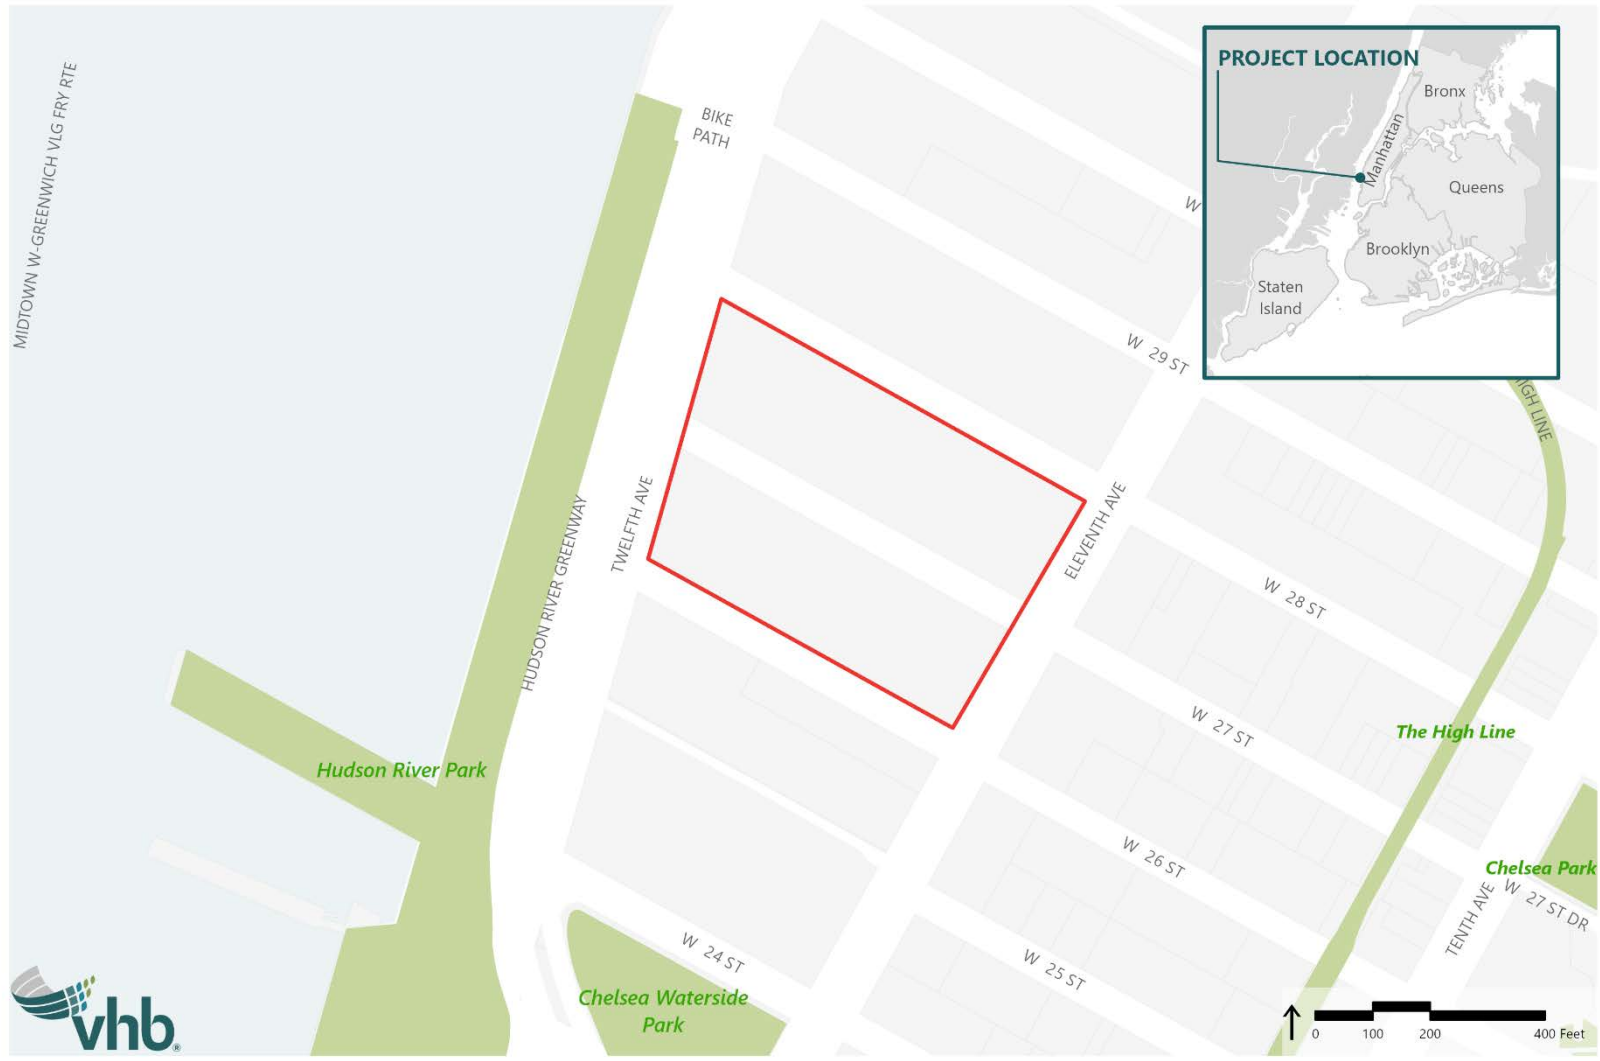 MIDTOWN W-GREENWICH VLG FRY RTE
BIKE
PATH
PROJECT LOCATION
Bronx
Manhattan
Queens
Brooklyn
Staten
Island
W
W 29 ST
HIGH LINE
HUDSON RIVER GREENWAY
TWELFTH AVE
ELEVENTH AVE
W 28 ST
W 27 ST
The High Line
Hudson River Park
W 26 ST
Chelsea Park
W 27 ST DR
TENTH AVE
W 24 ST
W 25 ST
Chelsea Waterside
Park
vhb®
0 100 200 400 Feet